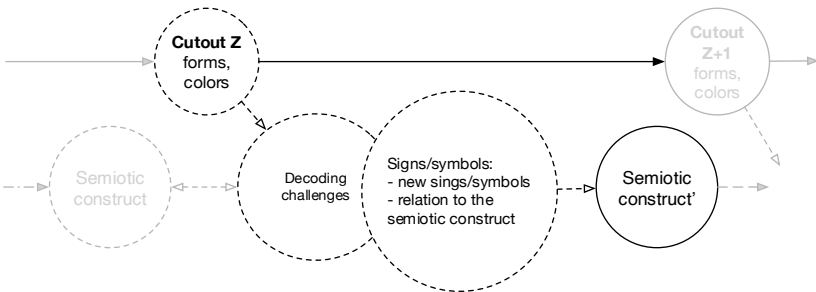 Cutout Z
forms,
colors
Cutout
Z+1
forms,
colors
Semiotic
construct
Decoding
challenges
Signs/symbols:
- new sings/symbols
- relation to the
semiotic construct
Semiotic
construct’